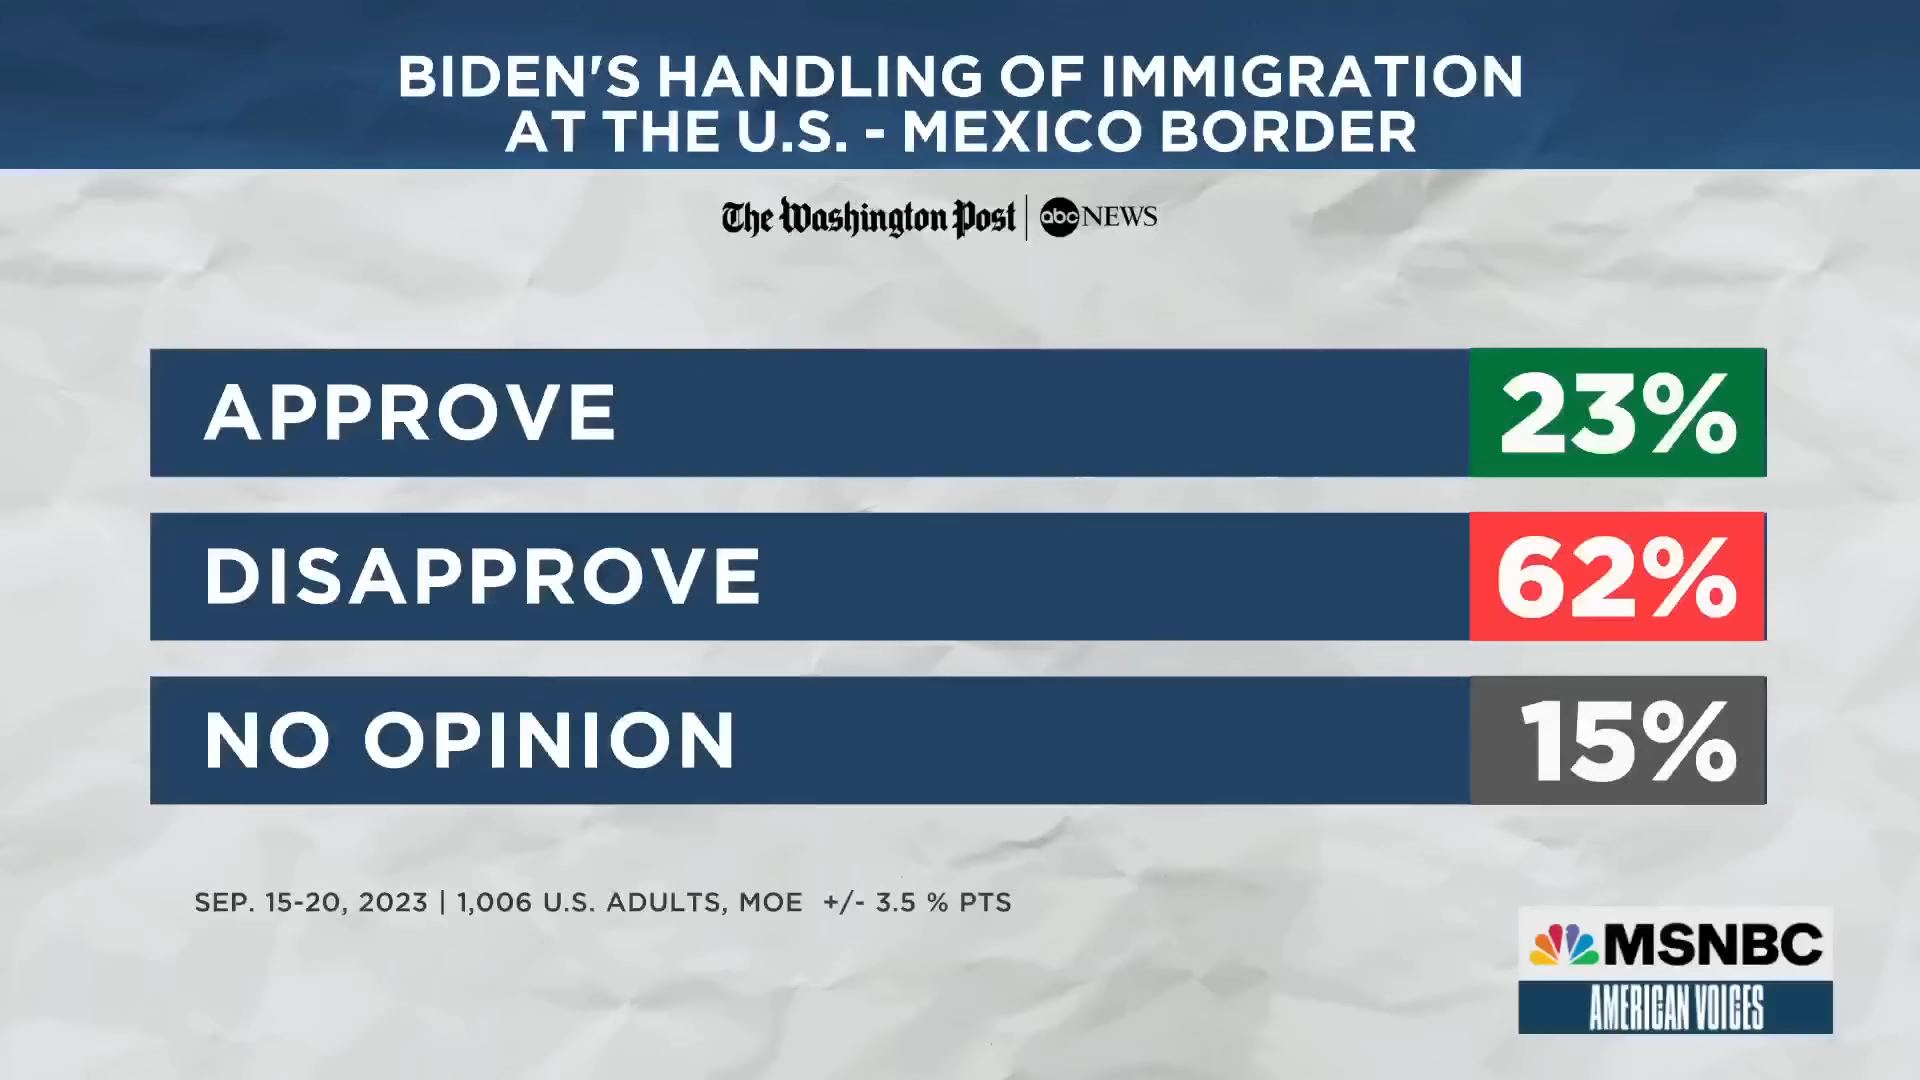 BIDEN'S HANDLING OF IMMIGRATION
AT THE U.S. - MEXICO BORDER
The Washington Post | abc NEWS
APPROVE 23%
DISAPPROVE 62%
NO OPINION 15%
SEP. 15-20, 2023 | 1,006 U.S. ADULTS, MOE +/- 3.5 % PTS
MSNBC
AMERICAN VOICES